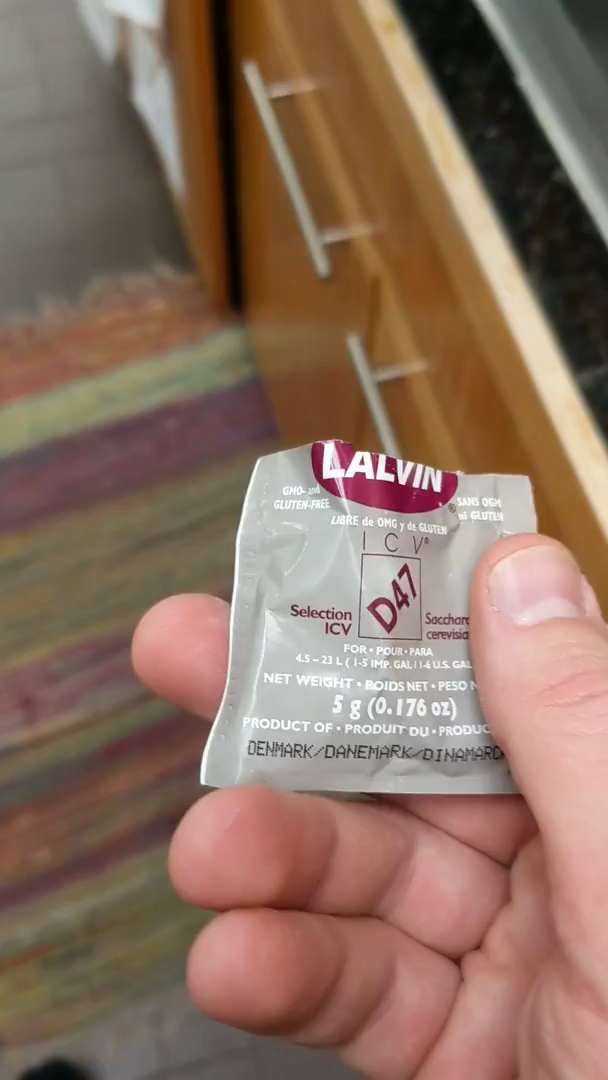 LALVIN
GMO- and
GLUTEN-FREE
® SANS OGM
ni GLUTEN
LIBRE de OMG y de GLUTEN
ICV®
D47
Selection
ICV
FOR • POUR • PARA
4.5 – 23 L ( 1-5 IMP. GAL l 1-6 U.S. GAL
NET WEIGHT • POIDS NET • PESO
5 g (0.176 oz)
PRODUCT OF • PRODUIT DU •
DENMARK/DANEMARK/